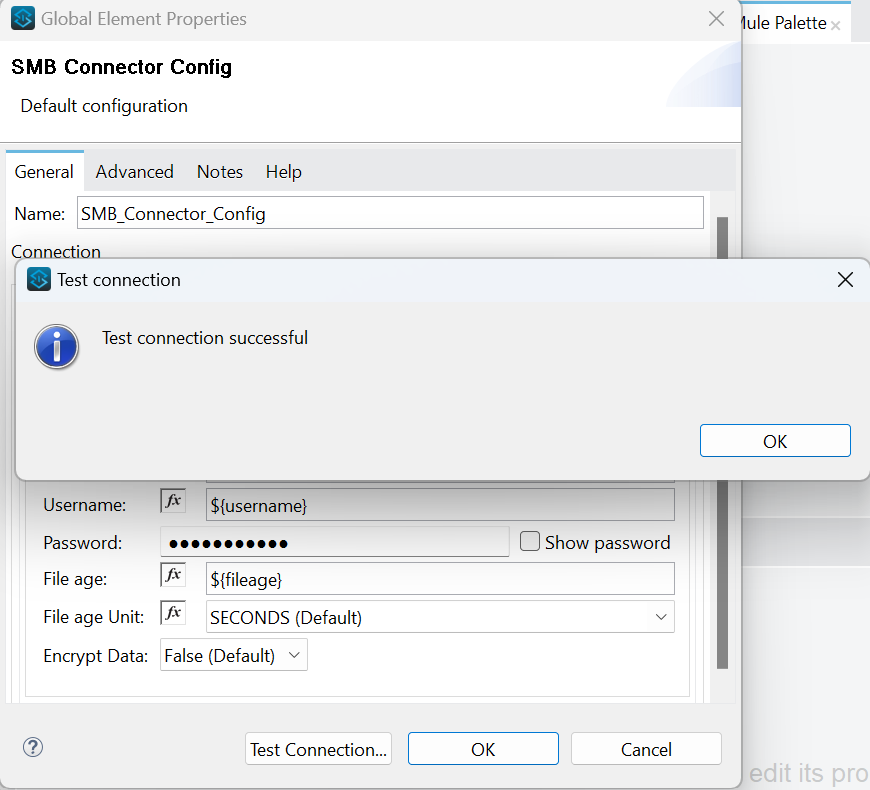 Global Element Properties
Mule Palette
SMB Connector Config
Default configuration
General Advanced Notes Help
Name: SMB_Connector_Config
Connection
Test connection
Test connection successful
OK
Username: fx ${username}
Password: ●●●●●●●●●●● Show password
File age: fx ${fileage}
File age Unit: fx SECONDS (Default)
Encrypt Data: False (Default)
? Test Connection... OK Cancel
edit its pro